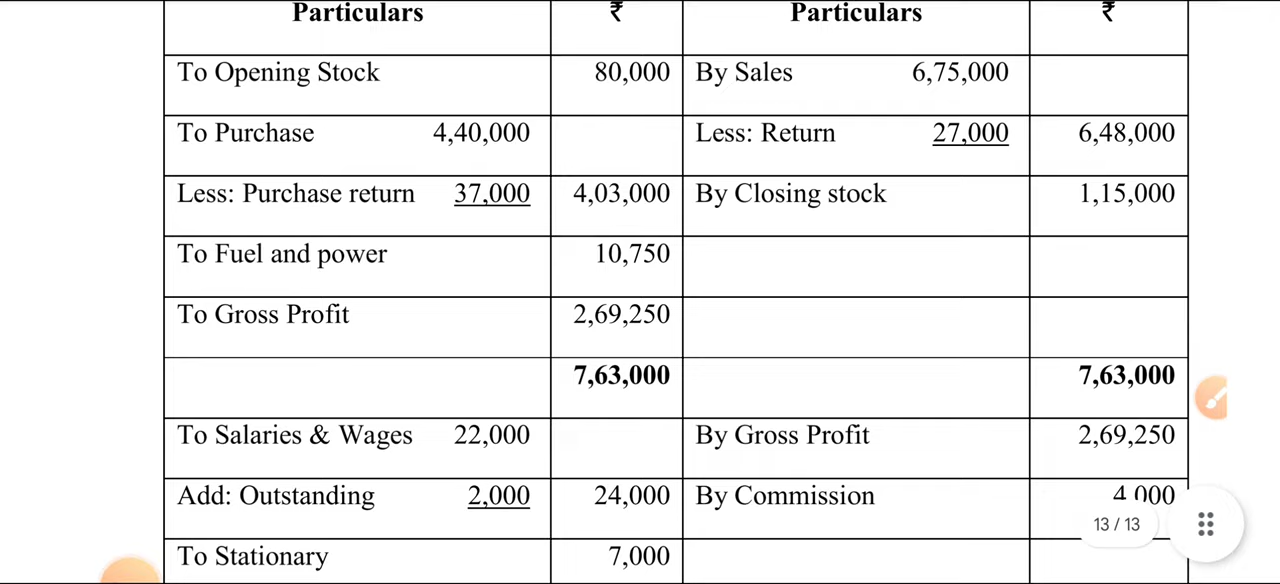 Particulars ₹ Particulars ₹
To Opening Stock 80,000 By Sales 6,75,000
To Purchase 4,40,000 Less: Return 27,000 6,48,000
Less: Purchase return 37,000 4,03,000 By Closing stock 1,15,000
To Fuel and power 10,750
To Gross Profit 2,69,250
7,63,000 7,63,000
To Salaries & Wages 22,000 By Gross Profit 2,69,250
Add: Outstanding 2,000 24,000 By Commission 4,000
13 / 13
To Stationary 7,000